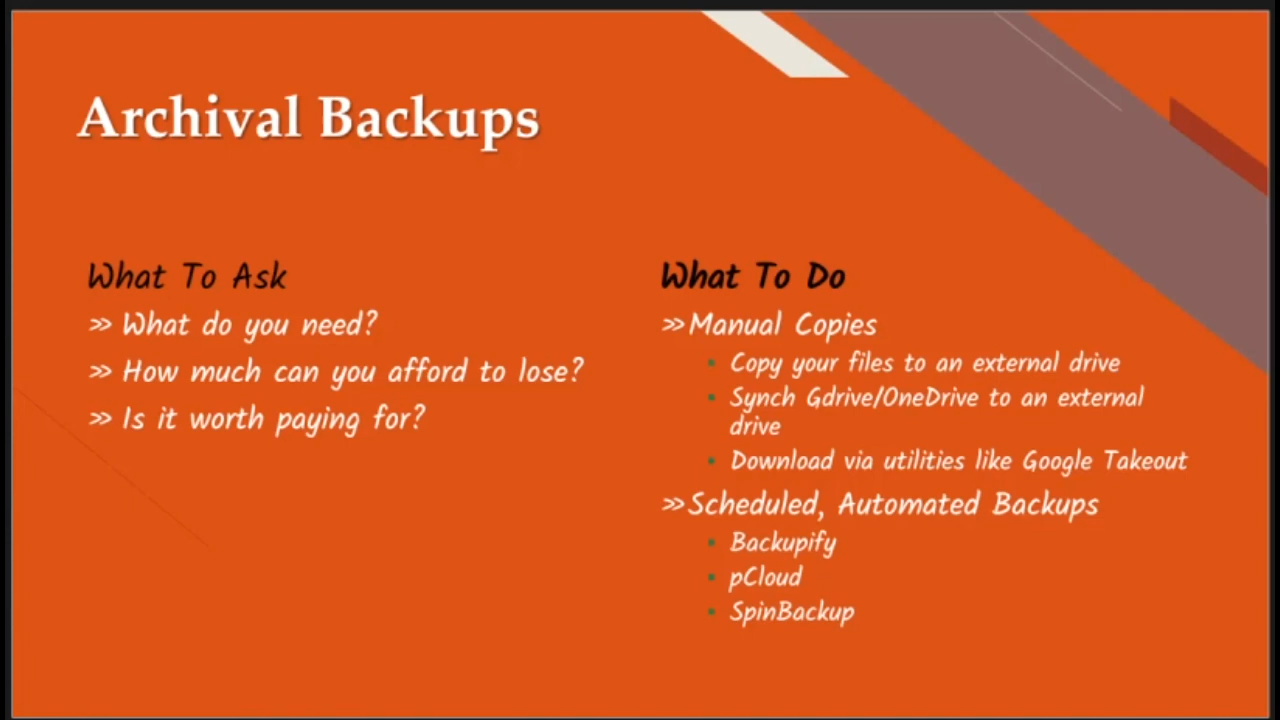 Archival Backups
What To Ask
» What do you need?
» How much can you afford to lose?
» Is it worth paying for?
What To Do
»Manual Copies
▪ Copy your files to an external drive
▪ Synch Gdrive/OneDrive to an external
drive
▪ Download via utilities like Google Takeout
»Scheduled, Automated Backups
▪ Backupify
▪ pCloud
▪ SpinBackup